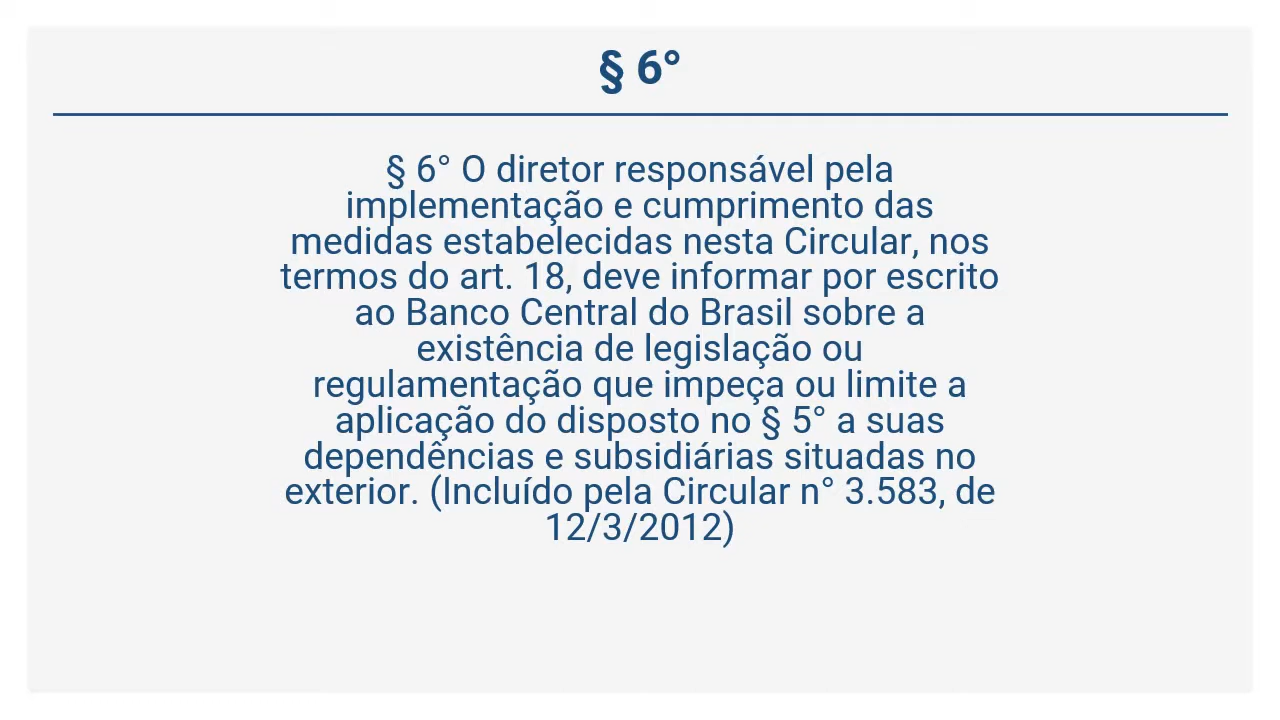 § 6°
§ 6° O diretor responsável pela
implementação e cumprimento das
medidas estabelecidas nesta Circular, nos
termos do art. 18, deve informar por escrito
ao Banco Central do Brasil sobre a
existência de legislação ou
regulamentação que impeça ou limite a
aplicação do disposto no § 5° a suas
dependências e subsidiárias situadas no
exterior. (Incluído pela Circular n° 3.583, de
12/3/2012)